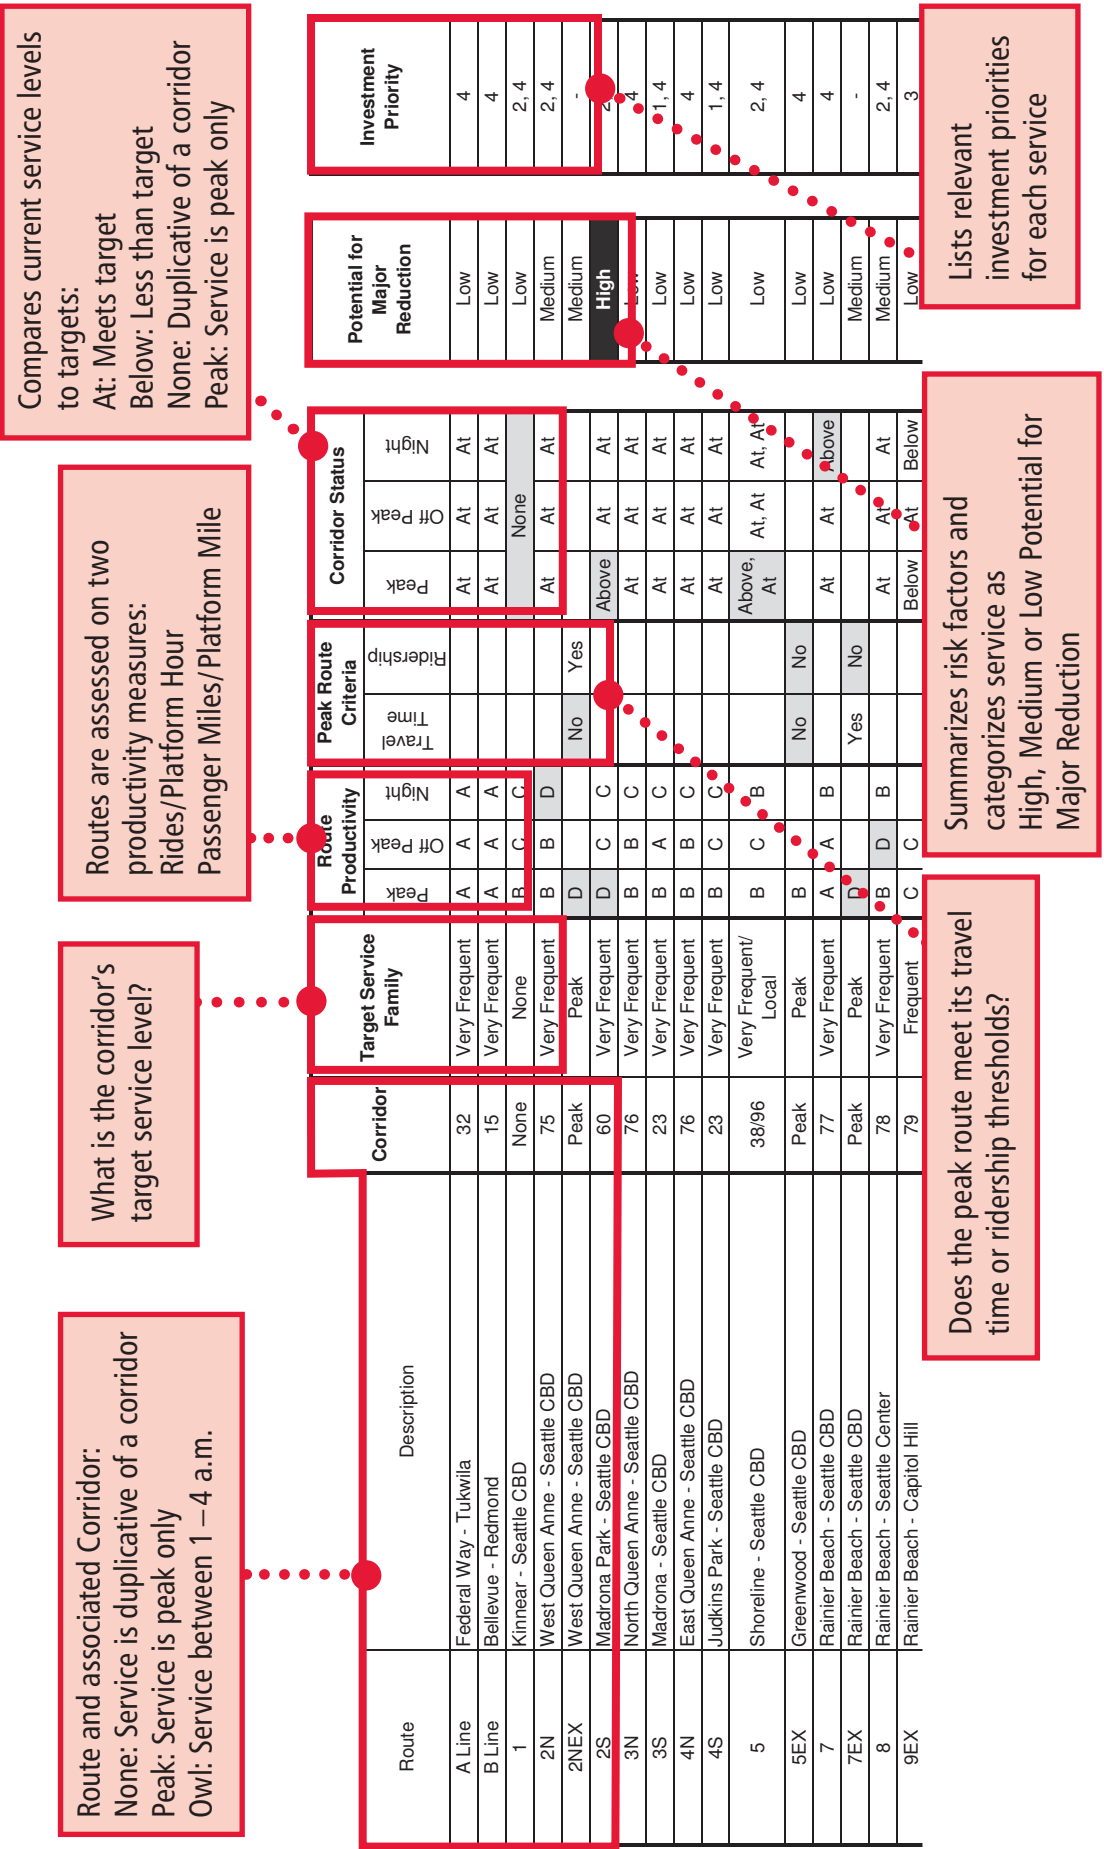 Route and associated Corridor:
None: Service is duplicative of a corridor
Peak: Service is peak only
Owl: Service between 1–4 a.m.
What is the corridor's
target service level?
Routes are assessed on two
productivity measures:
Rides/Platform Hour
Passenger Miles/Platform Mile
Compares current service levels
to targets:
At: Meets target
Below: Less than target
None: Duplicative of a corridor
Peak: Service is peak only
Route
Description
Corridor
Target Service
Family
Route
Productivity
Peak
Off Peak
Night
Peak Route
Criteria
Travel
Time
Ridership
Corridor Status
Peak
Off Peak
Night
Potential for
Major
Reduction
Investment
Priority
A Line Federal Way - Tukwila 32 Very Frequent A A A At At At Low 4
B Line Bellevue - Redmond 15 Very Frequent A A A At At At Low 4
1 Kinnear - Seattle CBD None None B C C None Low 2, 4
2N West Queen Anne - Seattle CBD 75 Very Frequent B B D At At At Medium 2, 4
2NEX West Queen Anne - Seattle CBD Peak Peak D No Yes Medium -
2S Madrona Park - Seattle CBD 60 Very Frequent D C C Above At At High 2,
3N North Queen Anne - Seattle CBD 76 Very Frequent B B C At At At Low 4
3S Madrona - Seattle CBD 23 Very Frequent B A C At At At Low 1, 4
4N East Queen Anne - Seattle CBD 76 Very Frequent B B C At At At Low 4
4S Judkins Park - Seattle CBD 23 Very Frequent B C C At At At Low 1, 4
5 Shoreline - Seattle CBD 38/96 Very Frequent/
Local B C B Above,
At At, At At, At Low 2, 4
5EX Greenwood - Seattle CBD Peak Peak B No No Low 4
7 Rainier Beach - Seattle CBD 77 Very Frequent A A B At At Above Low 4
7EX Rainier Beach - Seattle CBD Peak Peak D Yes No Medium -
8 Rainier Beach - Seattle Center 78 Very Frequent B D B At At At Medium 2, 4
9EX Rainier Beach - Capitol Hill 79 Frequent C C Below At Below Low 3
Does the peak route meet its travel
time or ridership thresholds?
Summarizes risk factors and
categorizes service as
High, Medium or Low Potential for
Major Reduction
Lists relevant
investment priorities
for each service